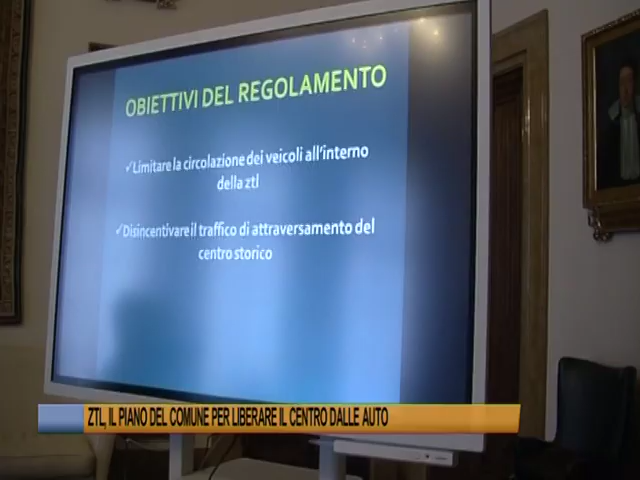 OBIETTIVI DEL REGOLAMENTO
✓Limitare la circolazione dei veicoli all'interno
della ztl
✓Disincentivare il traffico di attraversamento del
centro storico
ZTL, IL PIANO DEL COMUNE PER LIBERARE IL CENTRO DALLE AUTO